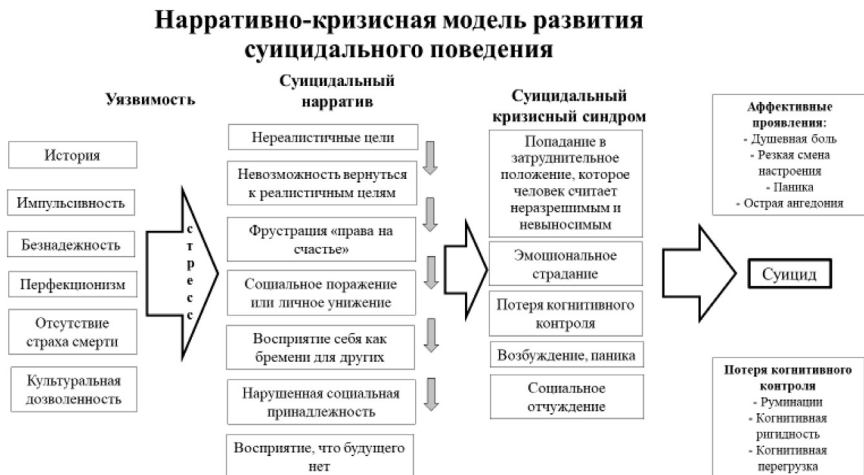 Нарративно-кризисная модель развития
суицидального поведения
Уязвимость
История
Импульсивность
Безнадежность
Перфекционизм
Отсутствие
страха смерти
Культуральная
дозволенность
стресс
Суицидальный
нарратив
Нереалистичные цели
Невозможность вернуться
к реалистичным целям
Фрустрация «права на
счастье»
Социальное поражение
или личное унижение
Восприятие себя как
бремени для других
Нарушенная социальная
принадлежность
Восприятие, что будущего
нет
Суицидальный
кризисный синдром
Попадание в
затруднительное
положение, которое
человек считает
неразрешимым и
невыносимым
Эмоциональное
страдание
Потеря когнитивного
контроля
Возбуждение, паника
Социальное
отчуждение
Аффективные
проявления:
- Душевная боль
- Резкая смена
настроения
- Паника
- Острая ангедония
Суицид
Потеря когнитивного
контроля
- Руминации
- Когнитивная
ригидность
- Когнитивная
перегрузка